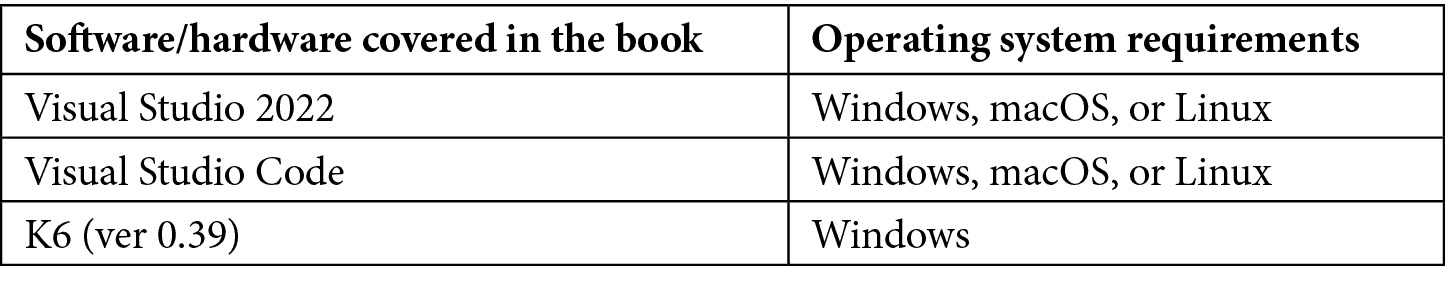 Software/hardware covered in the book Operating system requirements
Visual Studio 2022 Windows, macOS, or Linux
Visual Studio Code Windows, macOS, or Linux
K6 (ver 0.39) Windows